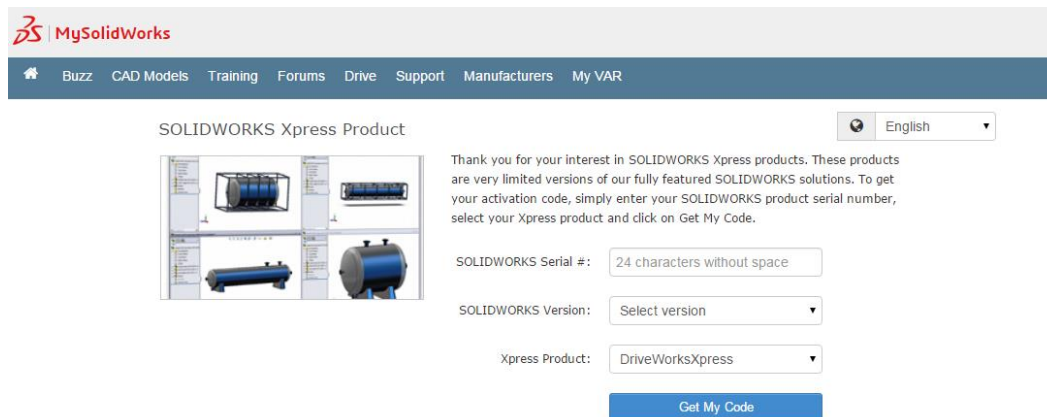 DS MySolidWorks
Buzz CAD Models Training Forums Drive Support Manufacturers My VAR
SOLIDWORKS Xpress Product
English
Thank you for your interest in SOLIDWORKS Xpress products. These products
are very limited versions of our fully featured SOLIDWORKS solutions. To get
your activation code, simply enter your SOLIDWORKS product serial number,
select your Xpress product and click on Get My Code.
SOLIDWORKS Serial #: 24 characters without space
SOLIDWORKS Version: Select version
Xpress Product: DriveWorksXpress
Get My Code